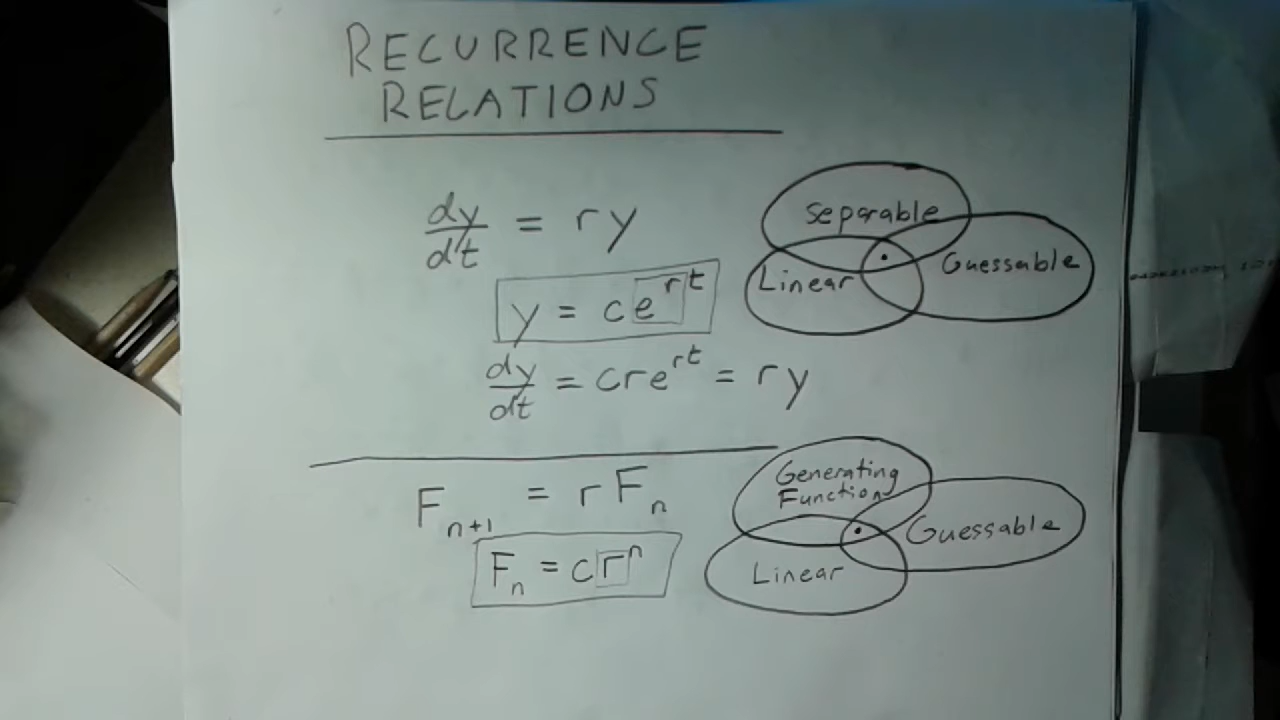 RECURRENCE
RELATIONS
dy/dt = ry
y = ce^{rt}
dy/dt = cre^{rt} = ry
Separable
Linear
Guessable
F_{n+1} = rF_n
F_n = cr^n
Generating
Function
Guessable
Linear